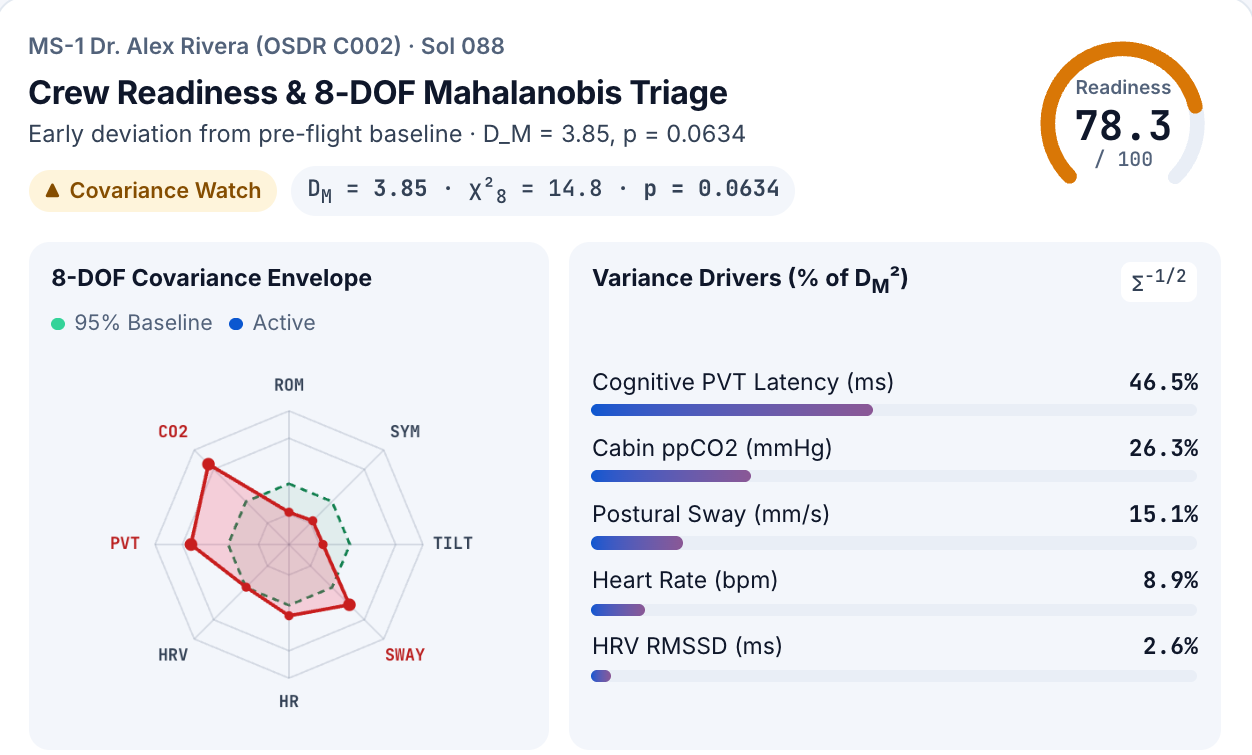 MS-1 Dr. Alex Rivera (OSDR C002) · Sol 088
Crew Readiness & 8-DOF Mahalanobis Triage
Early deviation from pre-flight baseline · D_M = 3.85, p = 0.0634
▲ Covariance Watch
D_M = 3.85 · χ²₈ = 14.8 · p = 0.0634
Readiness
78.3
/ 100
8-DOF Covariance Envelope
95% Baseline
Active
ROM
SYM
TILT
SWAY
HR
HRV
PVT
CO2
Variance Drivers (% of D_M²)
Σ^-1/2
Cognitive PVT Latency (ms) 46.5%
Cabin ppCO2 (mmHg) 26.3%
Postural Sway (mm/s) 15.1%
Heart Rate (bpm) 8.9%
HRV RMSSD (ms) 2.6%